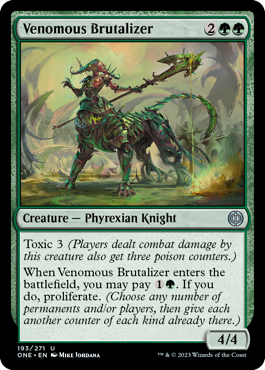 Venomous Brutalizer 2
Creature — Phyrexian Knight
Toxic 3 (Players dealt combat damage by
this creature also get three poison counters.)
When Venomous Brutalizer enters the
battlefield, you may pay 1. If you
do, proliferate. (Choose any number of
permanents and/or players, then give each
another counter of each kind already there.)
4/4
193/271 U
ONE • EN Mike Jordana
™ & © 2023 Wizards of the Coast